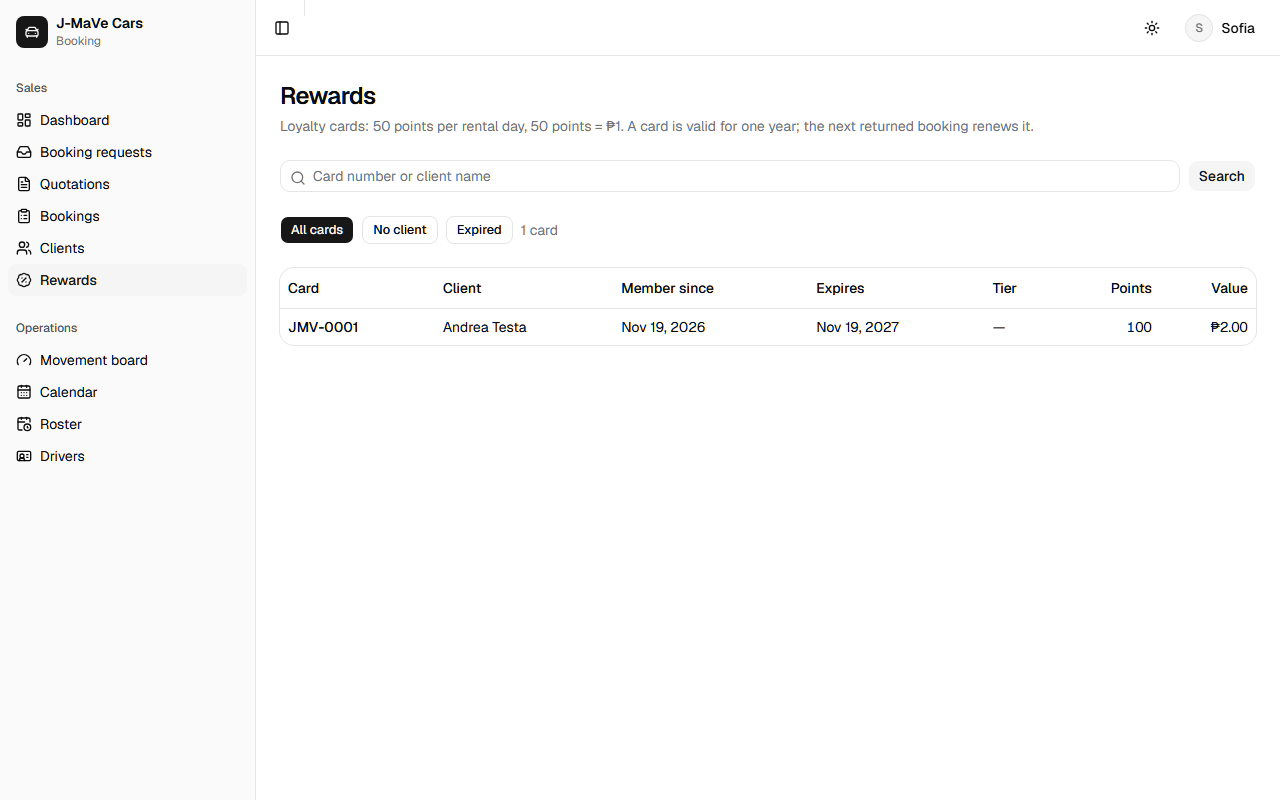 J-MaVe Cars
Booking
Sales
Dashboard
Booking requests
Quotations
Bookings
Clients
Rewards
Operations
Movement board
Calendar
Roster
Drivers
S Sofia
Rewards
Loyalty cards: 50 points per rental day, 50 points = ₱1. A card is valid for one year; the next returned booking renews it.
Card number or client name Search
All cards No client Expired 1 card
Card Client Member since Expires Tier Points Value
JMV-0001 Andrea Testa Nov 19, 2026 Nov 19, 2027 — 100 ₱2.00